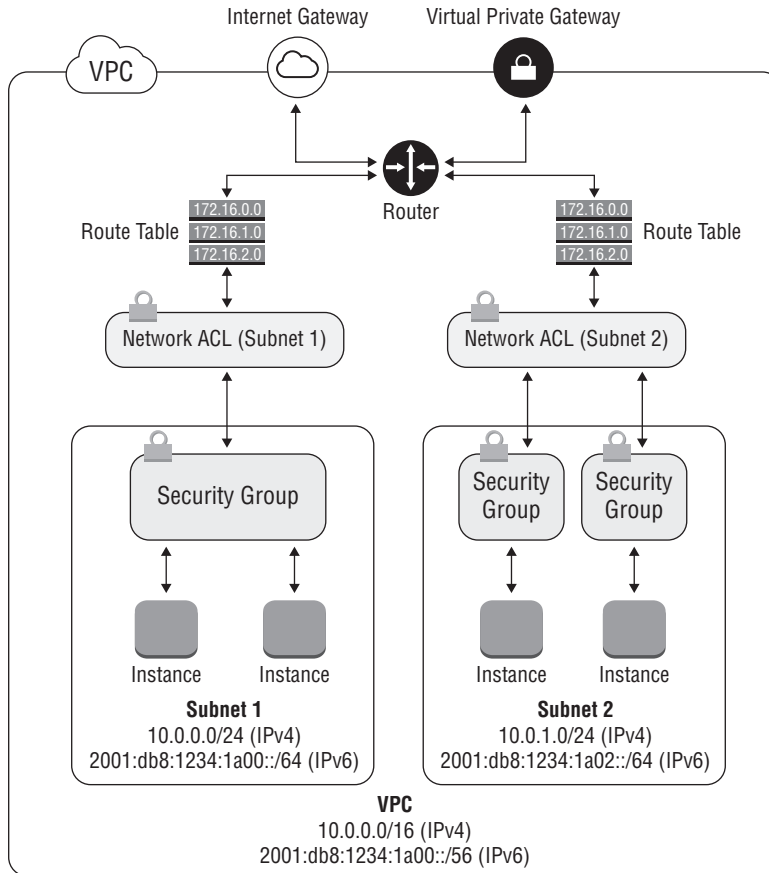 Internet Gateway
Virtual Private Gateway
VPC
Router
Route Table
172.16.0.0
172.16.1.0
172.16.2.0
172.16.0.0
172.16.1.0
172.16.2.0
Route Table
Network ACL (Subnet 1)
Network ACL (Subnet 2)
Security Group
Security
Group
Security
Group
Instance
Instance
Instance
Instance
Subnet 1
10.0.0.0/24 (IPv4)
2001:db8:1234:1a00::/64 (IPv6)
Subnet 2
10.0.1.0/24 (IPv4)
2001:db8:1234:1a02::/64 (IPv6)
VPC
10.0.0.0/16 (IPv4)
2001:db8:1234:1a00::/56 (IPv6)